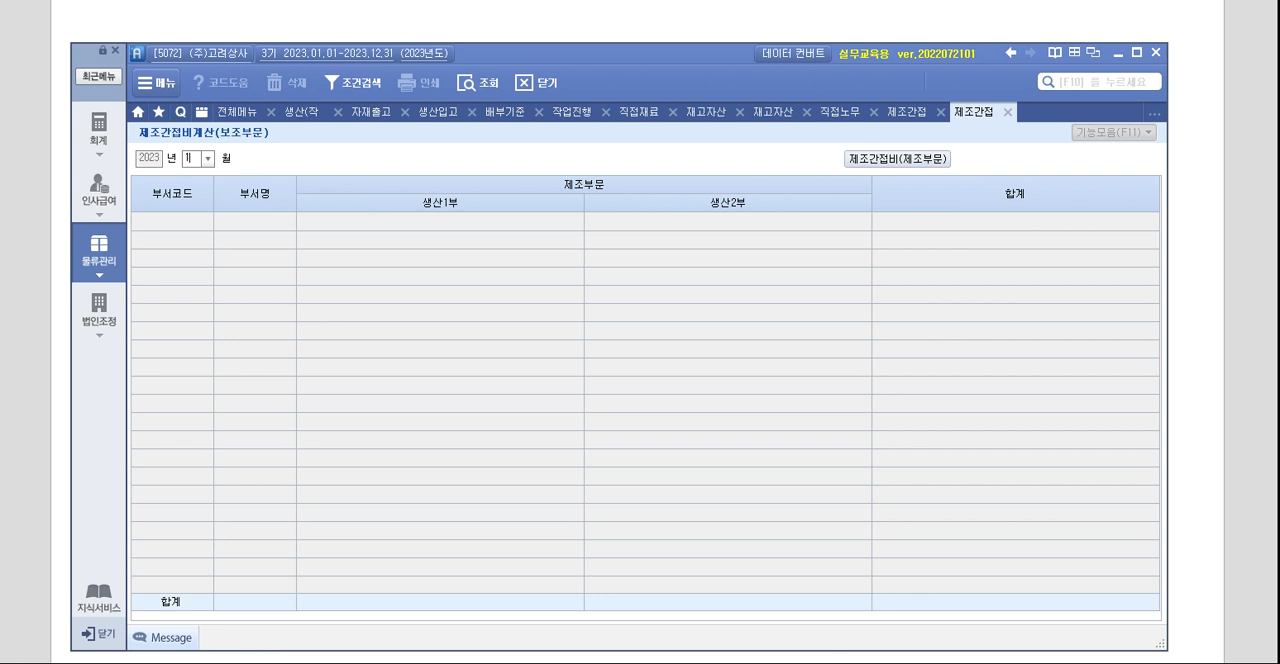 [5072] (주)고려상사 3기 2023.01.01-2023.12.31 (2023년도) 데이터 컨버트 실무교육용 ver.2022072101
최근메뉴 메뉴 코드도움 삭제 조건검색 인쇄 조회 닫기 [F10] 을 누르세요
전체메뉴 생산(작 자재출고 생산입고 배부기준 작업진행 직접재료 재고자산 재고자산 직접노무 제조간접 제조간접 ...
제조간접비계산(보조부문) 기능모음(F11)
2023 년 1 월 제조간접비(제조부문)
부서코드 부서명 제조부문 합계
생산1부 생산2부
회계
인사급여
물류관리
법인조정
지식서비스
합계
닫기
Message